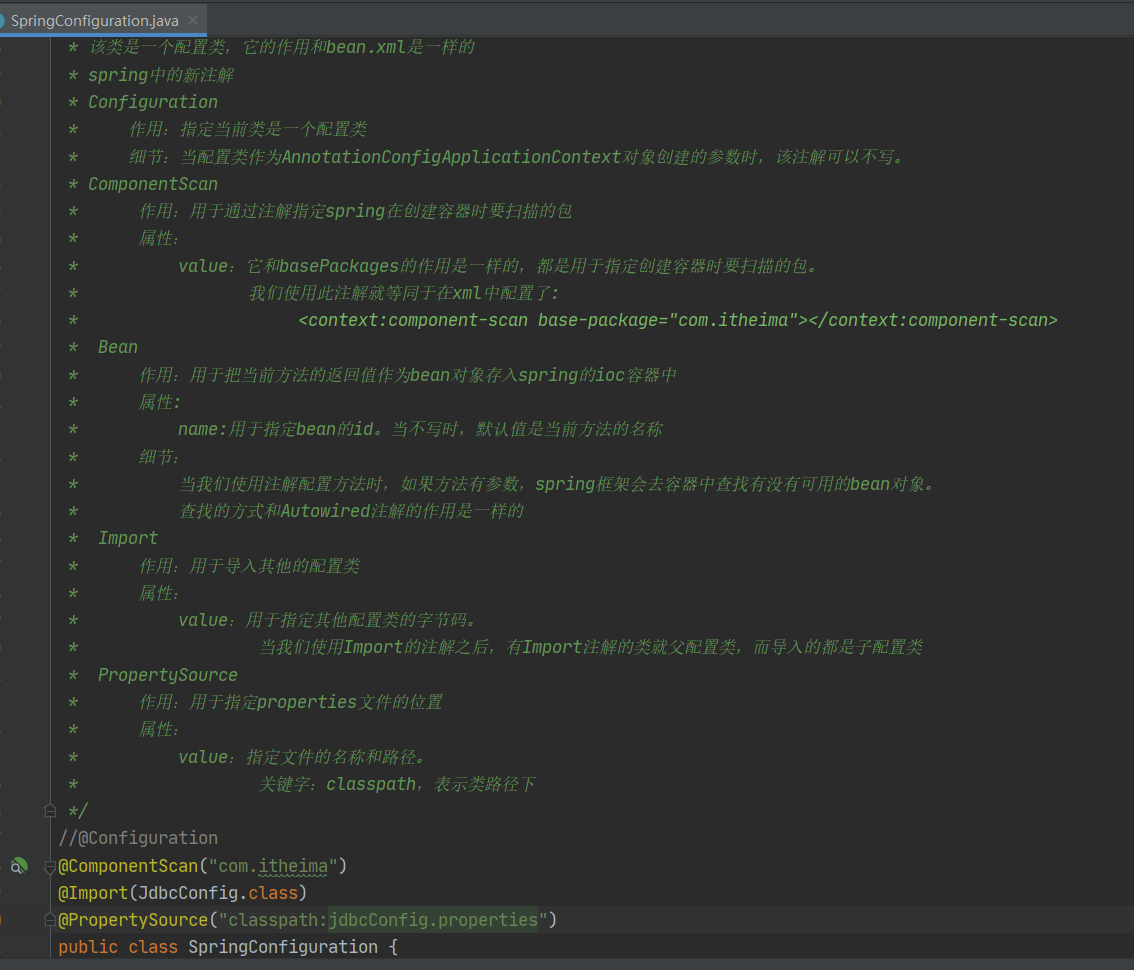 SpringConfiguration.java
* 该类是一个配置类，它的作用和bean.xml是一样的
* spring中的新注解
* Configuration
*     作用：指定当前类是一个配置类
*     细节：当配置类作为AnnotationConfigApplicationContext对象创建的参数时，该注解可以不写。
* ComponentScan
*      作用：用于通过注解指定spring在创建容器时要扫描的包
*      属性：
*          value：它和basePackages的作用是一样的，都是用于指定创建容器时要扫描的包。
*                 我们使用此注解就等同于在xml中配置了:
*                      <context:component-scan base-package="com.itheima"></context:component-scan>
*  Bean
*      作用：用于把当前方法的返回值作为bean对象存入spring的ioc容器中
*      属性:
*          name:用于指定bean的id。当不写时，默认值是当前方法的名称
*      细节：
*          当我们使用注解配置方法时，如果方法有参数，spring框架会去容器中查找有没有可用的bean对象。
*          查找的方式和Autowired注解的作用是一样的
*  Import
*      作用：用于导入其他的配置类
*      属性：
*          value：用于指定其他配置类的字节码。
*                  当我们使用Import的注解之后，有Import注解的类就父配置类，而导入的都是子配置类
*  PropertySource
*      作用：用于指定properties文件的位置
*      属性：
*          value：指定文件的名称和路径。
*                  关键字：classpath，表示类路径下
*/
//@Configuration
@ComponentScan("com.itheima")
@Import(JdbcConfig.class)
@PropertySource("classpath:jdbcConfig.properties")
public class SpringConfiguration {